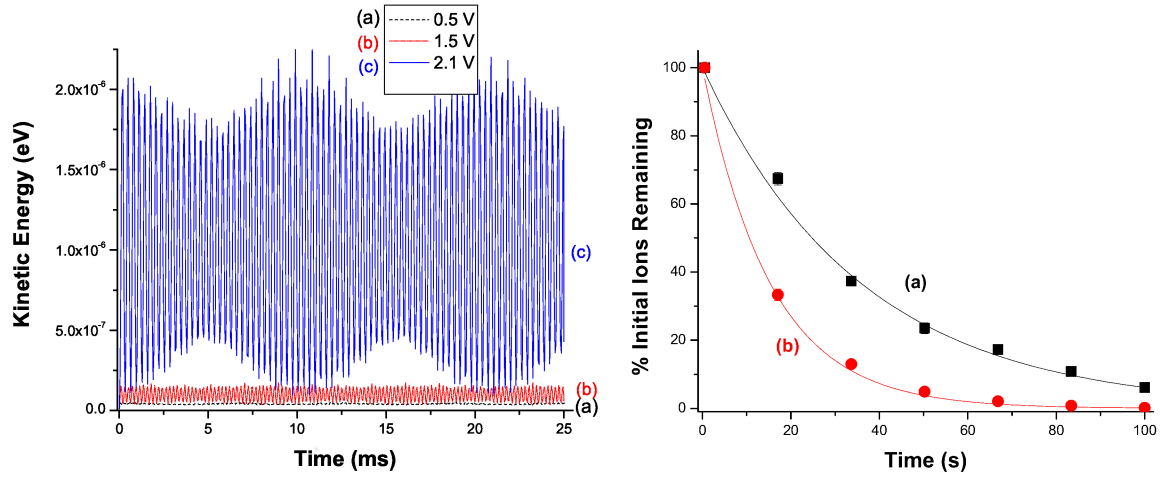 (a) 0.5 V
(b) 1.5 V
(c) 2.1 V
Kinetic Energy (eV)
2.0x10⁻⁶
1.5x10⁻⁶
1.0x10⁻⁶
5.0x10⁻⁷
0.0
(c)
(b)
(a)
0 5 10 15 20 25
Time (ms)
% Initial Ions Remaining
100
80
60
40
20
0
(a)
(b)
0 20 40 60 80 100
Time (s)